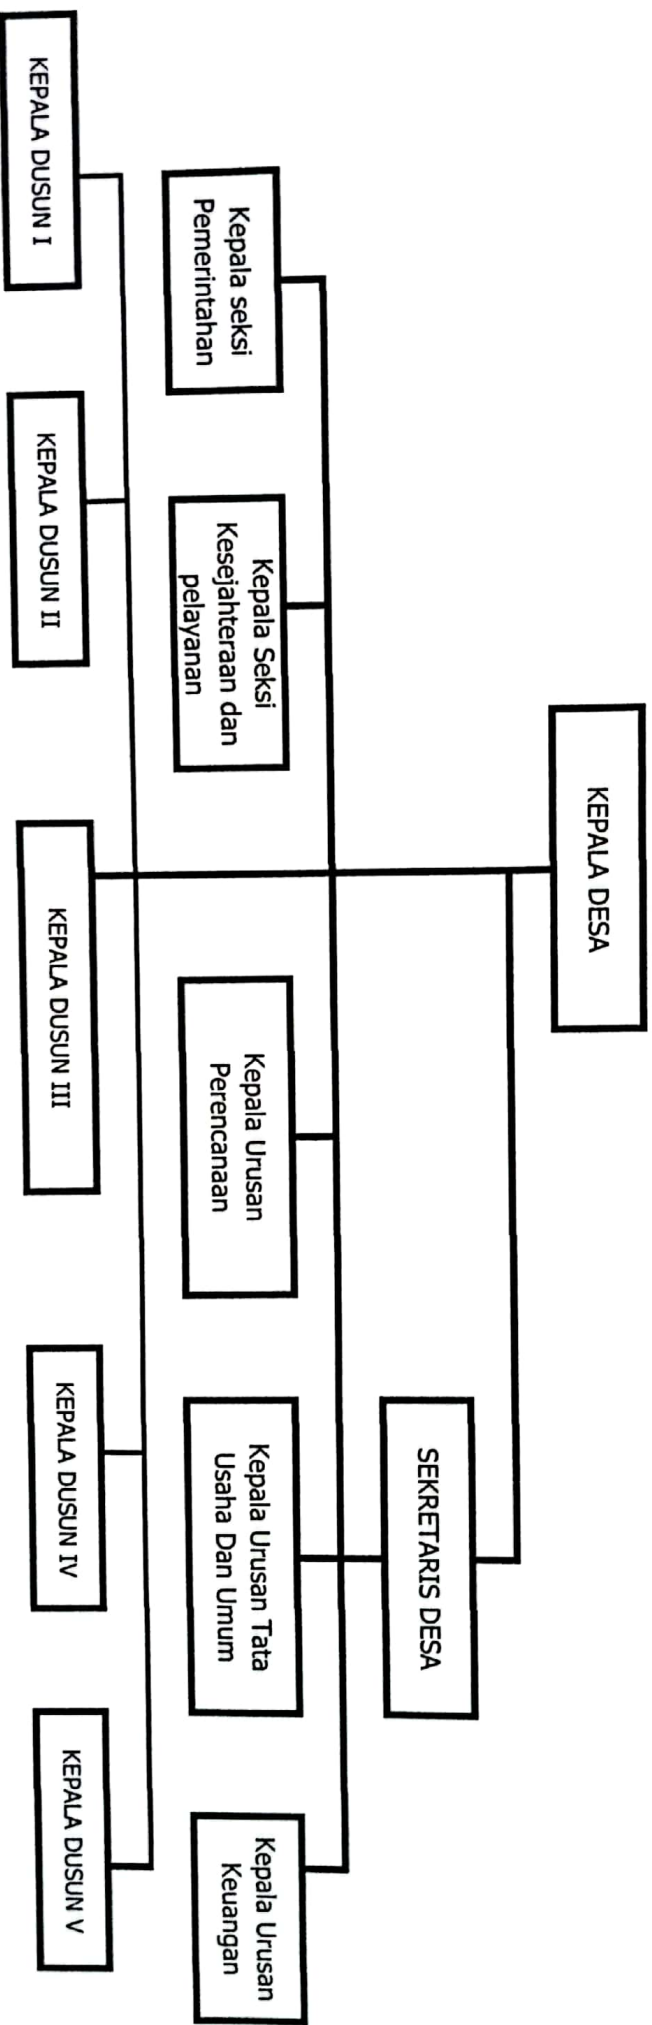 KEPALA DESA
SEKRETARIS DESA
Kepala seksi
Pemerintahan
Kepala Seksi
Kesejahteraan dan
pelayanan
Kepala Urusan
Perencanaan
Kepala Urusan Tata
Usaha Dan Umum
Kepala Urusan
Keuangan
KEPALA DUSUN I
KEPALA DUSUN II
KEPALA DUSUN III
KEPALA DUSUN IV
KEPALA DUSUN V